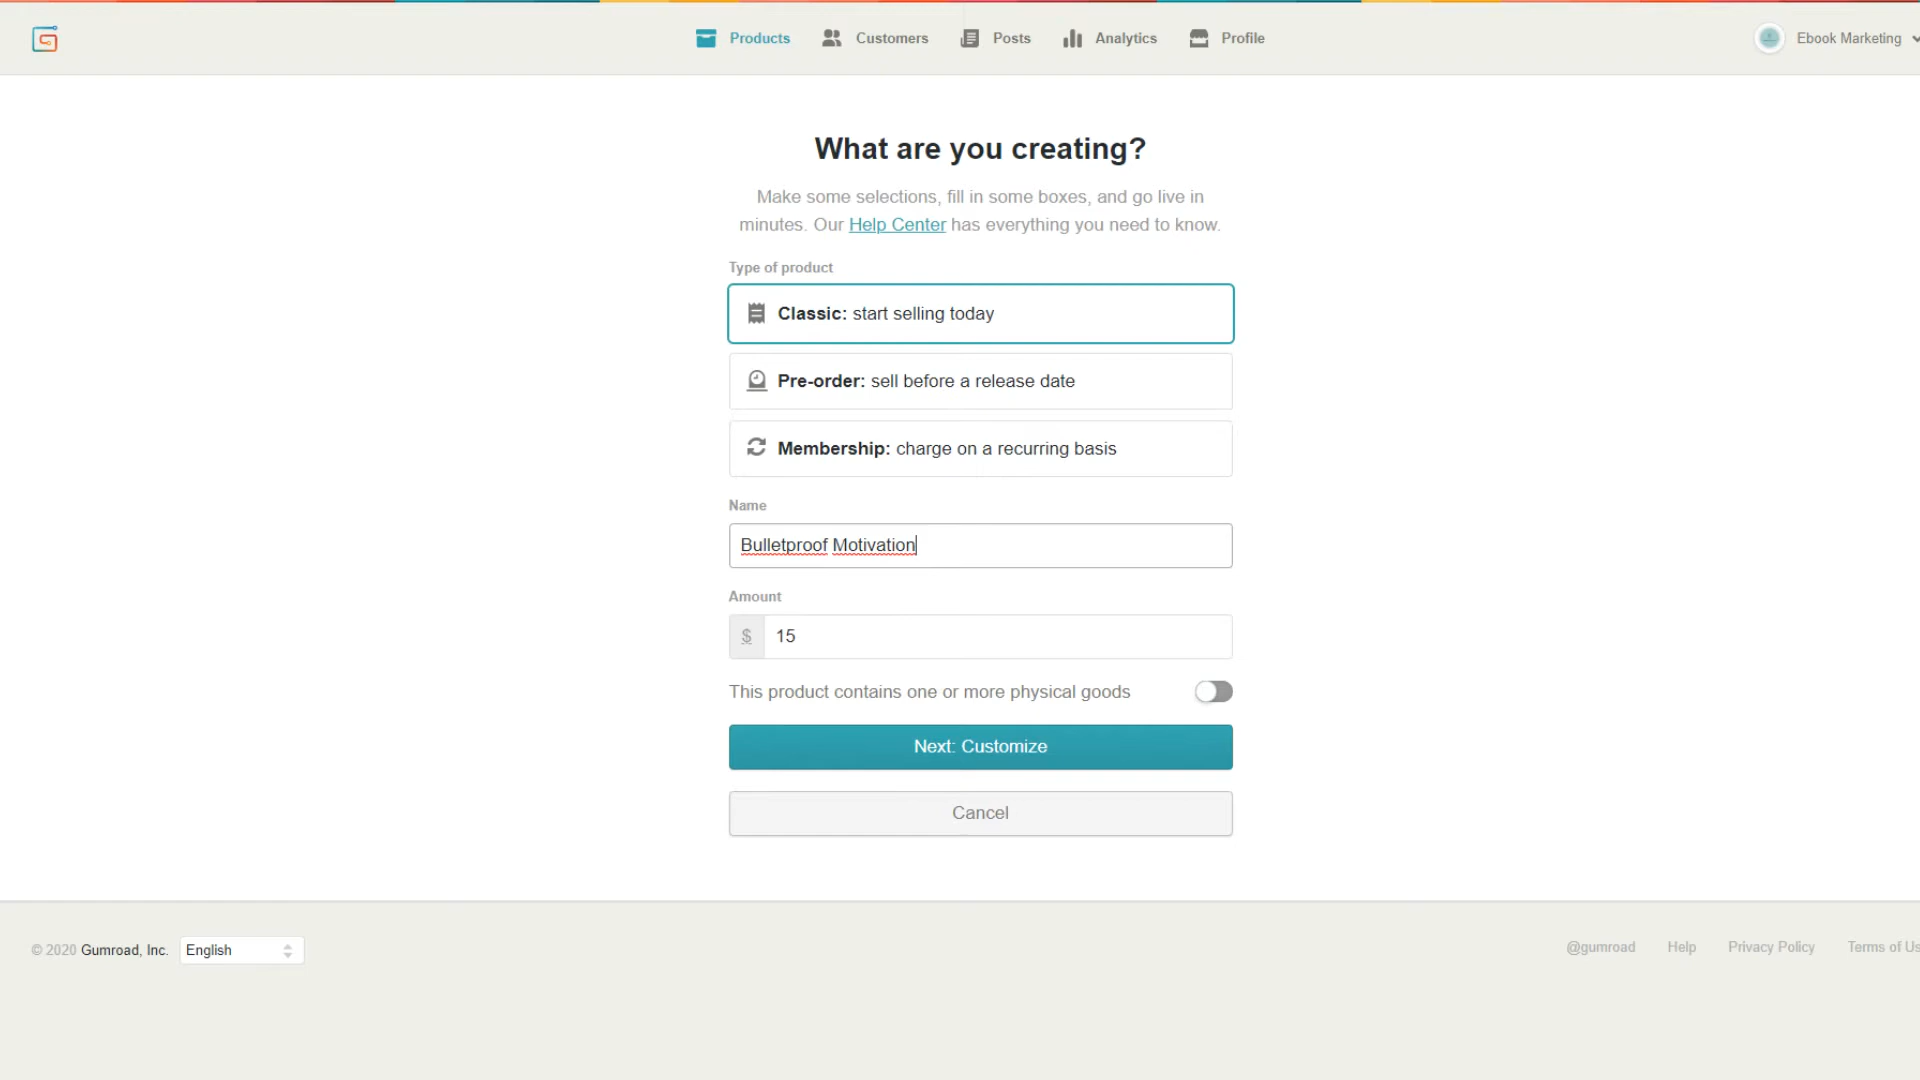 Products Customers Posts Analytics Profile Ebook Marketing
What are you creating?
Make some selections, fill in some boxes, and go live in
minutes. Our Help Center has everything you need to know.
Type of product
Classic: start selling today
Pre-order: sell before a release date
Membership: charge on a recurring basis
Name
Bulletproof Motivation
Amount
$ 15
This product contains one or more physical goods
Next: Customize
Cancel
© 2020 Gumroad, Inc. English @gumroad Help Privacy Policy Terms of Us